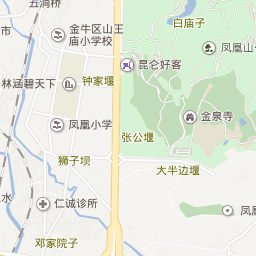 五洞桥
金牛区山王
庙小学校
白庙子
凤凰山
昆仑好客
钟家堰
林涵碧天下
金泉寺
凤凰小学
张公堰
凤
狮子坝
大半边堰
水
仁诚诊所
邓家院子